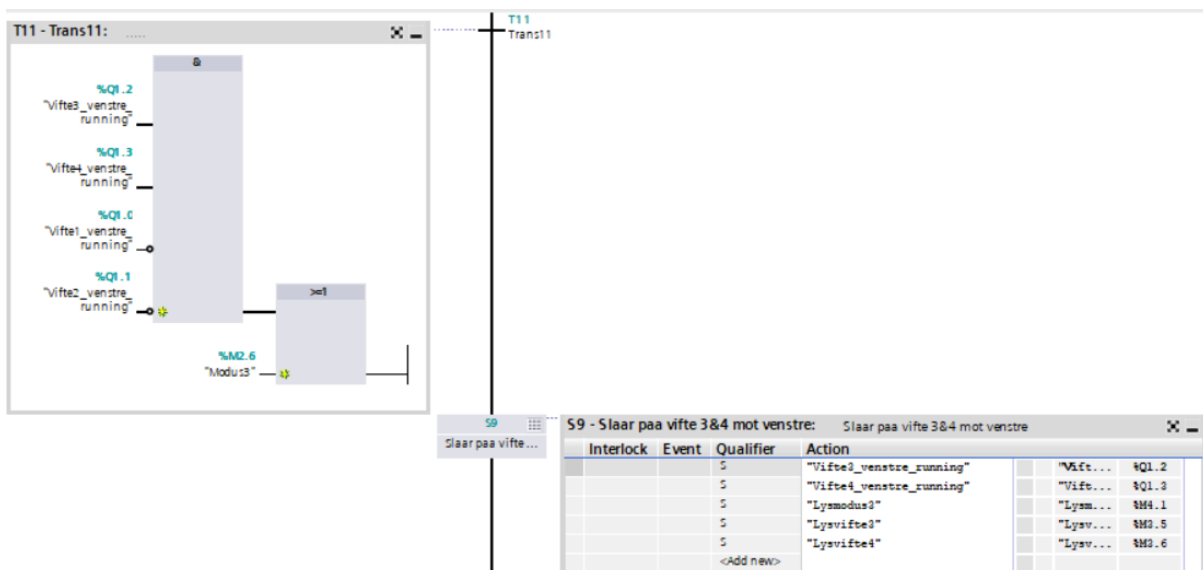 T11 - Trans11: .....
T11
Trans11
&
%Q1.2
"Vifte3_venstre_
running"
%Q1.3
"Vifte4_venstre_
running"
%Q1.0
"Vifte1_venstre_
running"
%Q1.1
"Vifte2_venstre_
running"
>=1
%M2.6
"Modus3"
S9
Slaar paa vifte ...
S9 - Slaar paa vifte 3&4 mot venstre: Slaar paa vifte 3&4 mot venstre
Interlock Event Qualifier Action
S "Vifte3_venstre_running" "Vift... %Q1.2
S "Vifte4_venstre_running" "Vift... %Q1.3
S "Lysmodus3" "Lysm... %M4.1
S "Lysvifte3" "Lysv... %M3.5
S "Lysvifte4" "Lysv... %M3.6
<Add new>